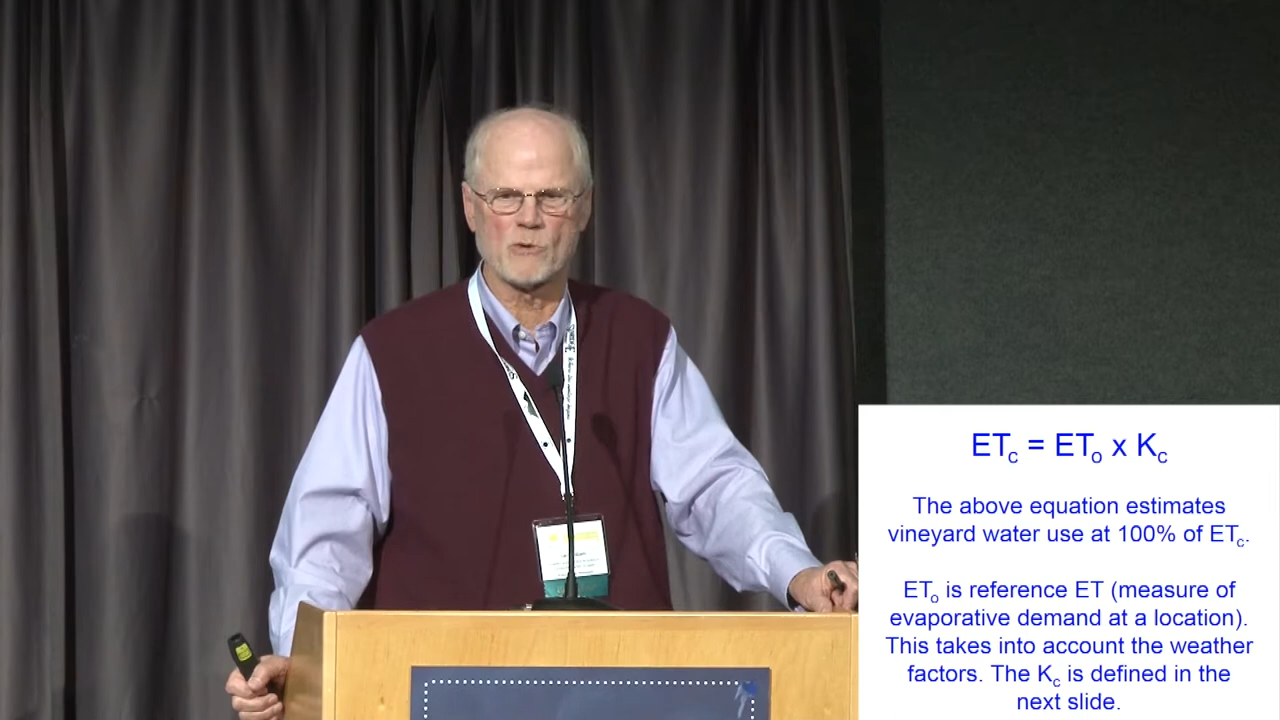 ETc = ETo x Kc
The above equation estimates
vineyard water use at 100% of ETc.
ETo is reference ET (measure of
evaporative demand at a location).
This takes into account the weather
factors. The Kc is defined in the
next slide.